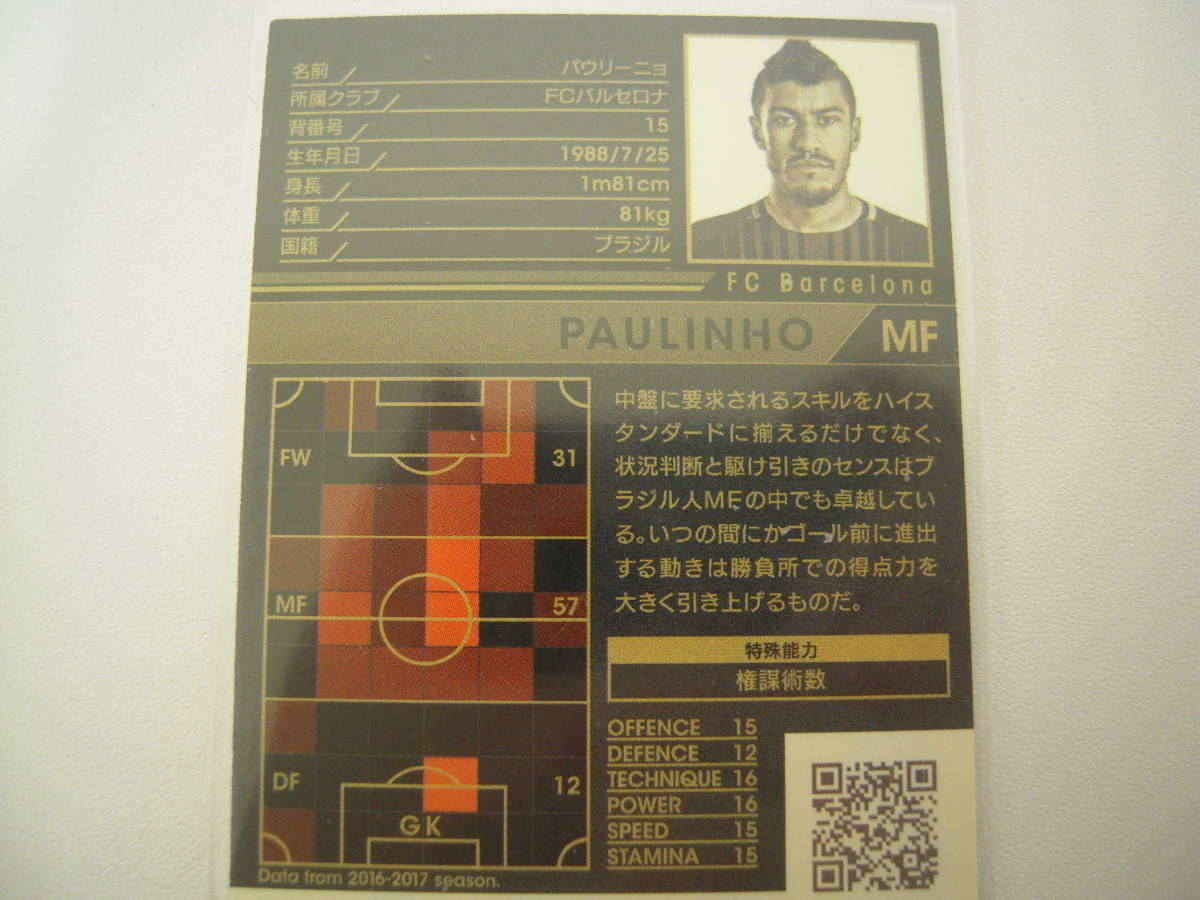 名前 パウリーニョ
所属クラブ FCバルセロナ
背番号 15
生年月日 1988/7/25
身長 1m81cm
体重 81kg
国籍 ブラジル
FC Barcelona
PAULINHO MF
FW 31
MF 57
DF 12
GK
Data from 2016-2017 season.
中盤に要求されるスキルをハイス
タンダードに揃えるだけでなく、
状況判断と駆け引きのセンスはブ
ラジル人MFの中でも卓越してい
る。いつの間にかゴール前に進出
する動きは勝負所での得点力を
大きく引き上げるものだ。
特殊能力
権謀術数
OFFENCE 15
DEFENCE 12
TECHNIQUE 16
POWER 16
SPEED 15
STAMINA 15